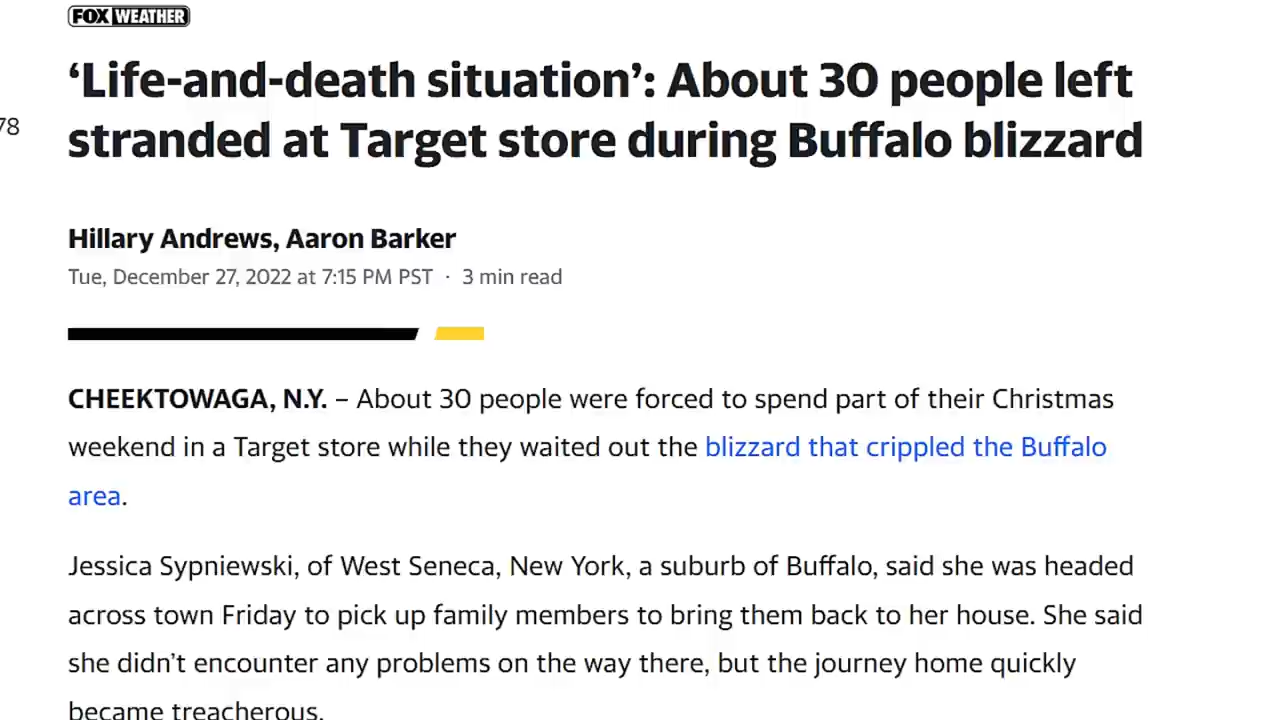 FOX WEATHER
‘Life-and-death situation’: About 30 people left
stranded at Target store during Buffalo blizzard
78
Hillary Andrews, Aaron Barker
Tue, December 27, 2022 at 7:15 PM PST · 3 min read
CHEEKTOWAGA, N.Y. – About 30 people were forced to spend part of their Christmas
weekend in a Target store while they waited out the blizzard that crippled the Buffalo
area.
Jessica Sypniewski, of West Seneca, New York, a suburb of Buffalo, said she was headed
across town Friday to pick up family members to bring them back to her house. She said
she didn’t encounter any problems on the way there, but the journey home quickly
became treacherous.